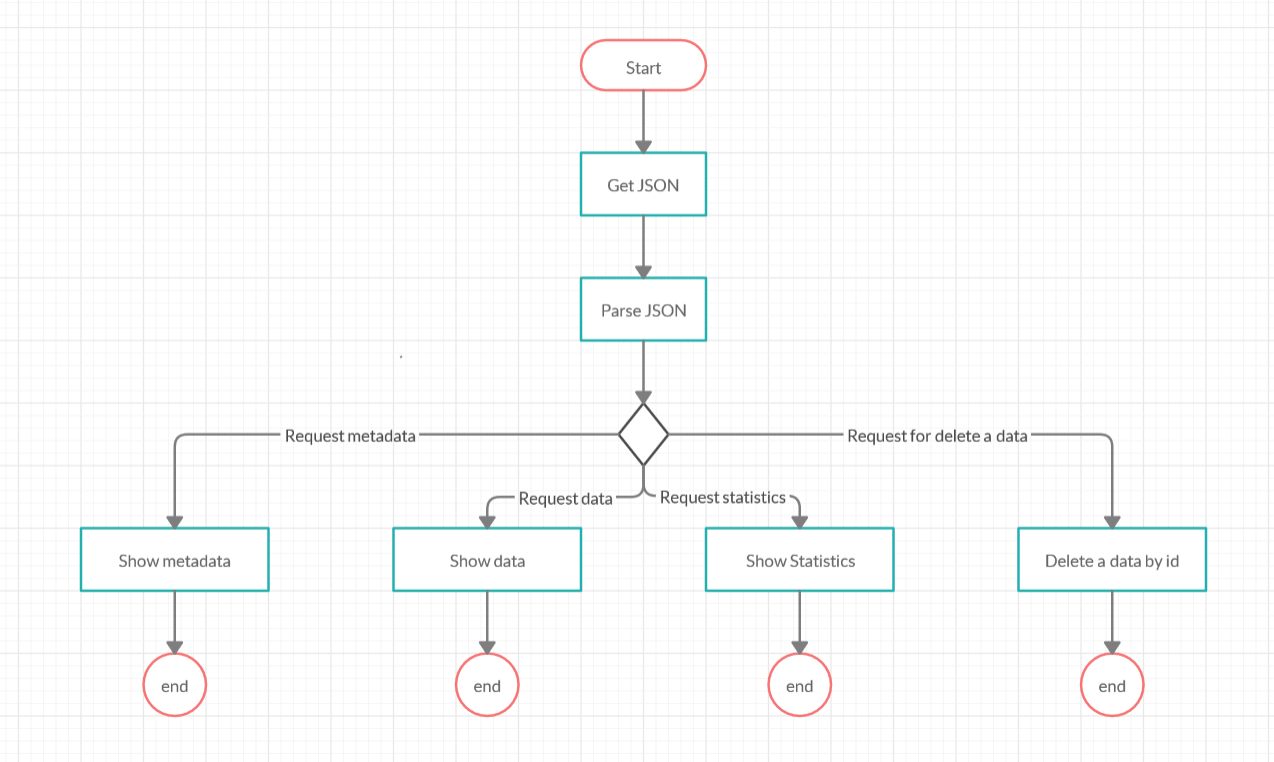 Start
Get JSON
Parse JSON
Request metadata
Request for delete a data
Request data
Request statistics
Show metadata
Show data
Show Statistics
Delete a data by id
end
end
end
end